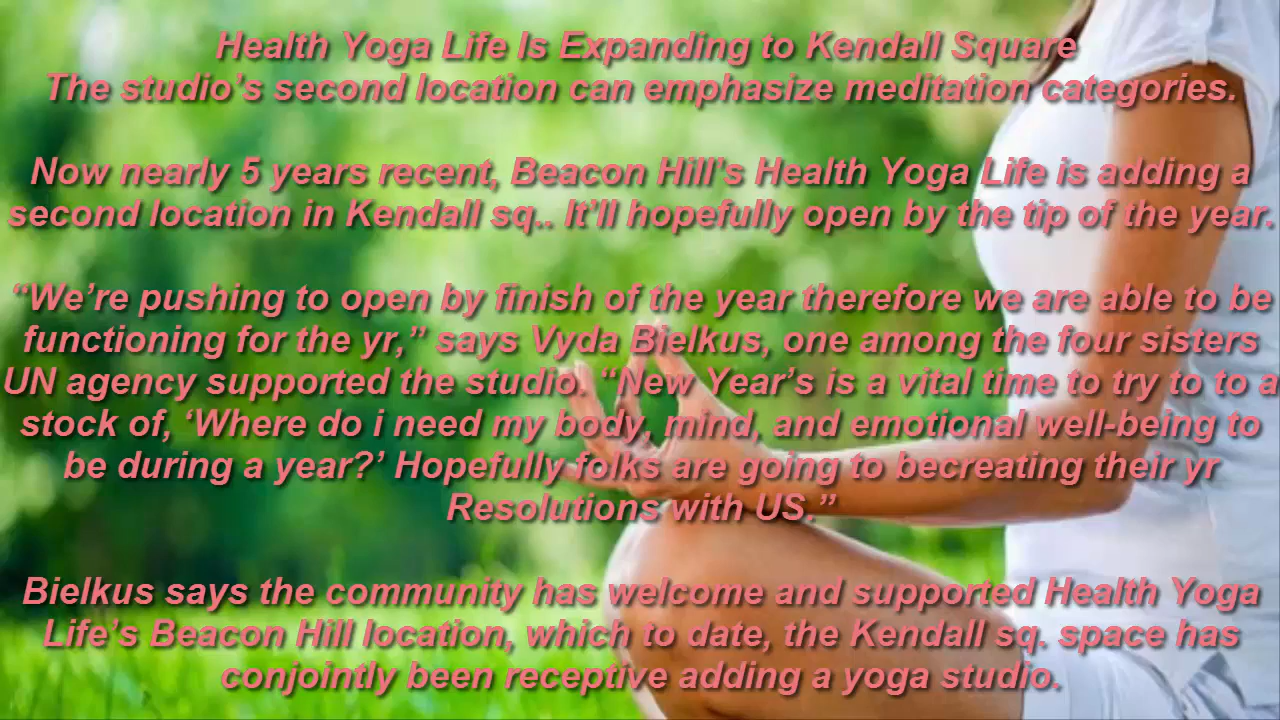 Health Yoga Life Is Expanding to Kendall Square
The studio’s second location can emphasize meditation categories.
Now nearly 5 years recent, Beacon Hill’s Health Yoga Life is adding a
second location in Kendall sq.. It’ll hopefully open by the tip of the year.
“We’re pushing to open by finish of the year therefore we are able to be
functioning for the yr,” says Vyda Bielkus, one among the four sisters
UN agency supported the studio. “New Year’s is a vital time to try to to a
stock of, ‘Where do i need my body, mind, and emotional well-being to
be during a year?’ Hopefully folks are going to becreating their yr
Resolutions with US.”
Bielkus says the community has welcome and supported Health Yoga
Life’s Beacon Hill location, which to date, the Kendall sq. space has
conjointly been receptive adding a yoga studio.